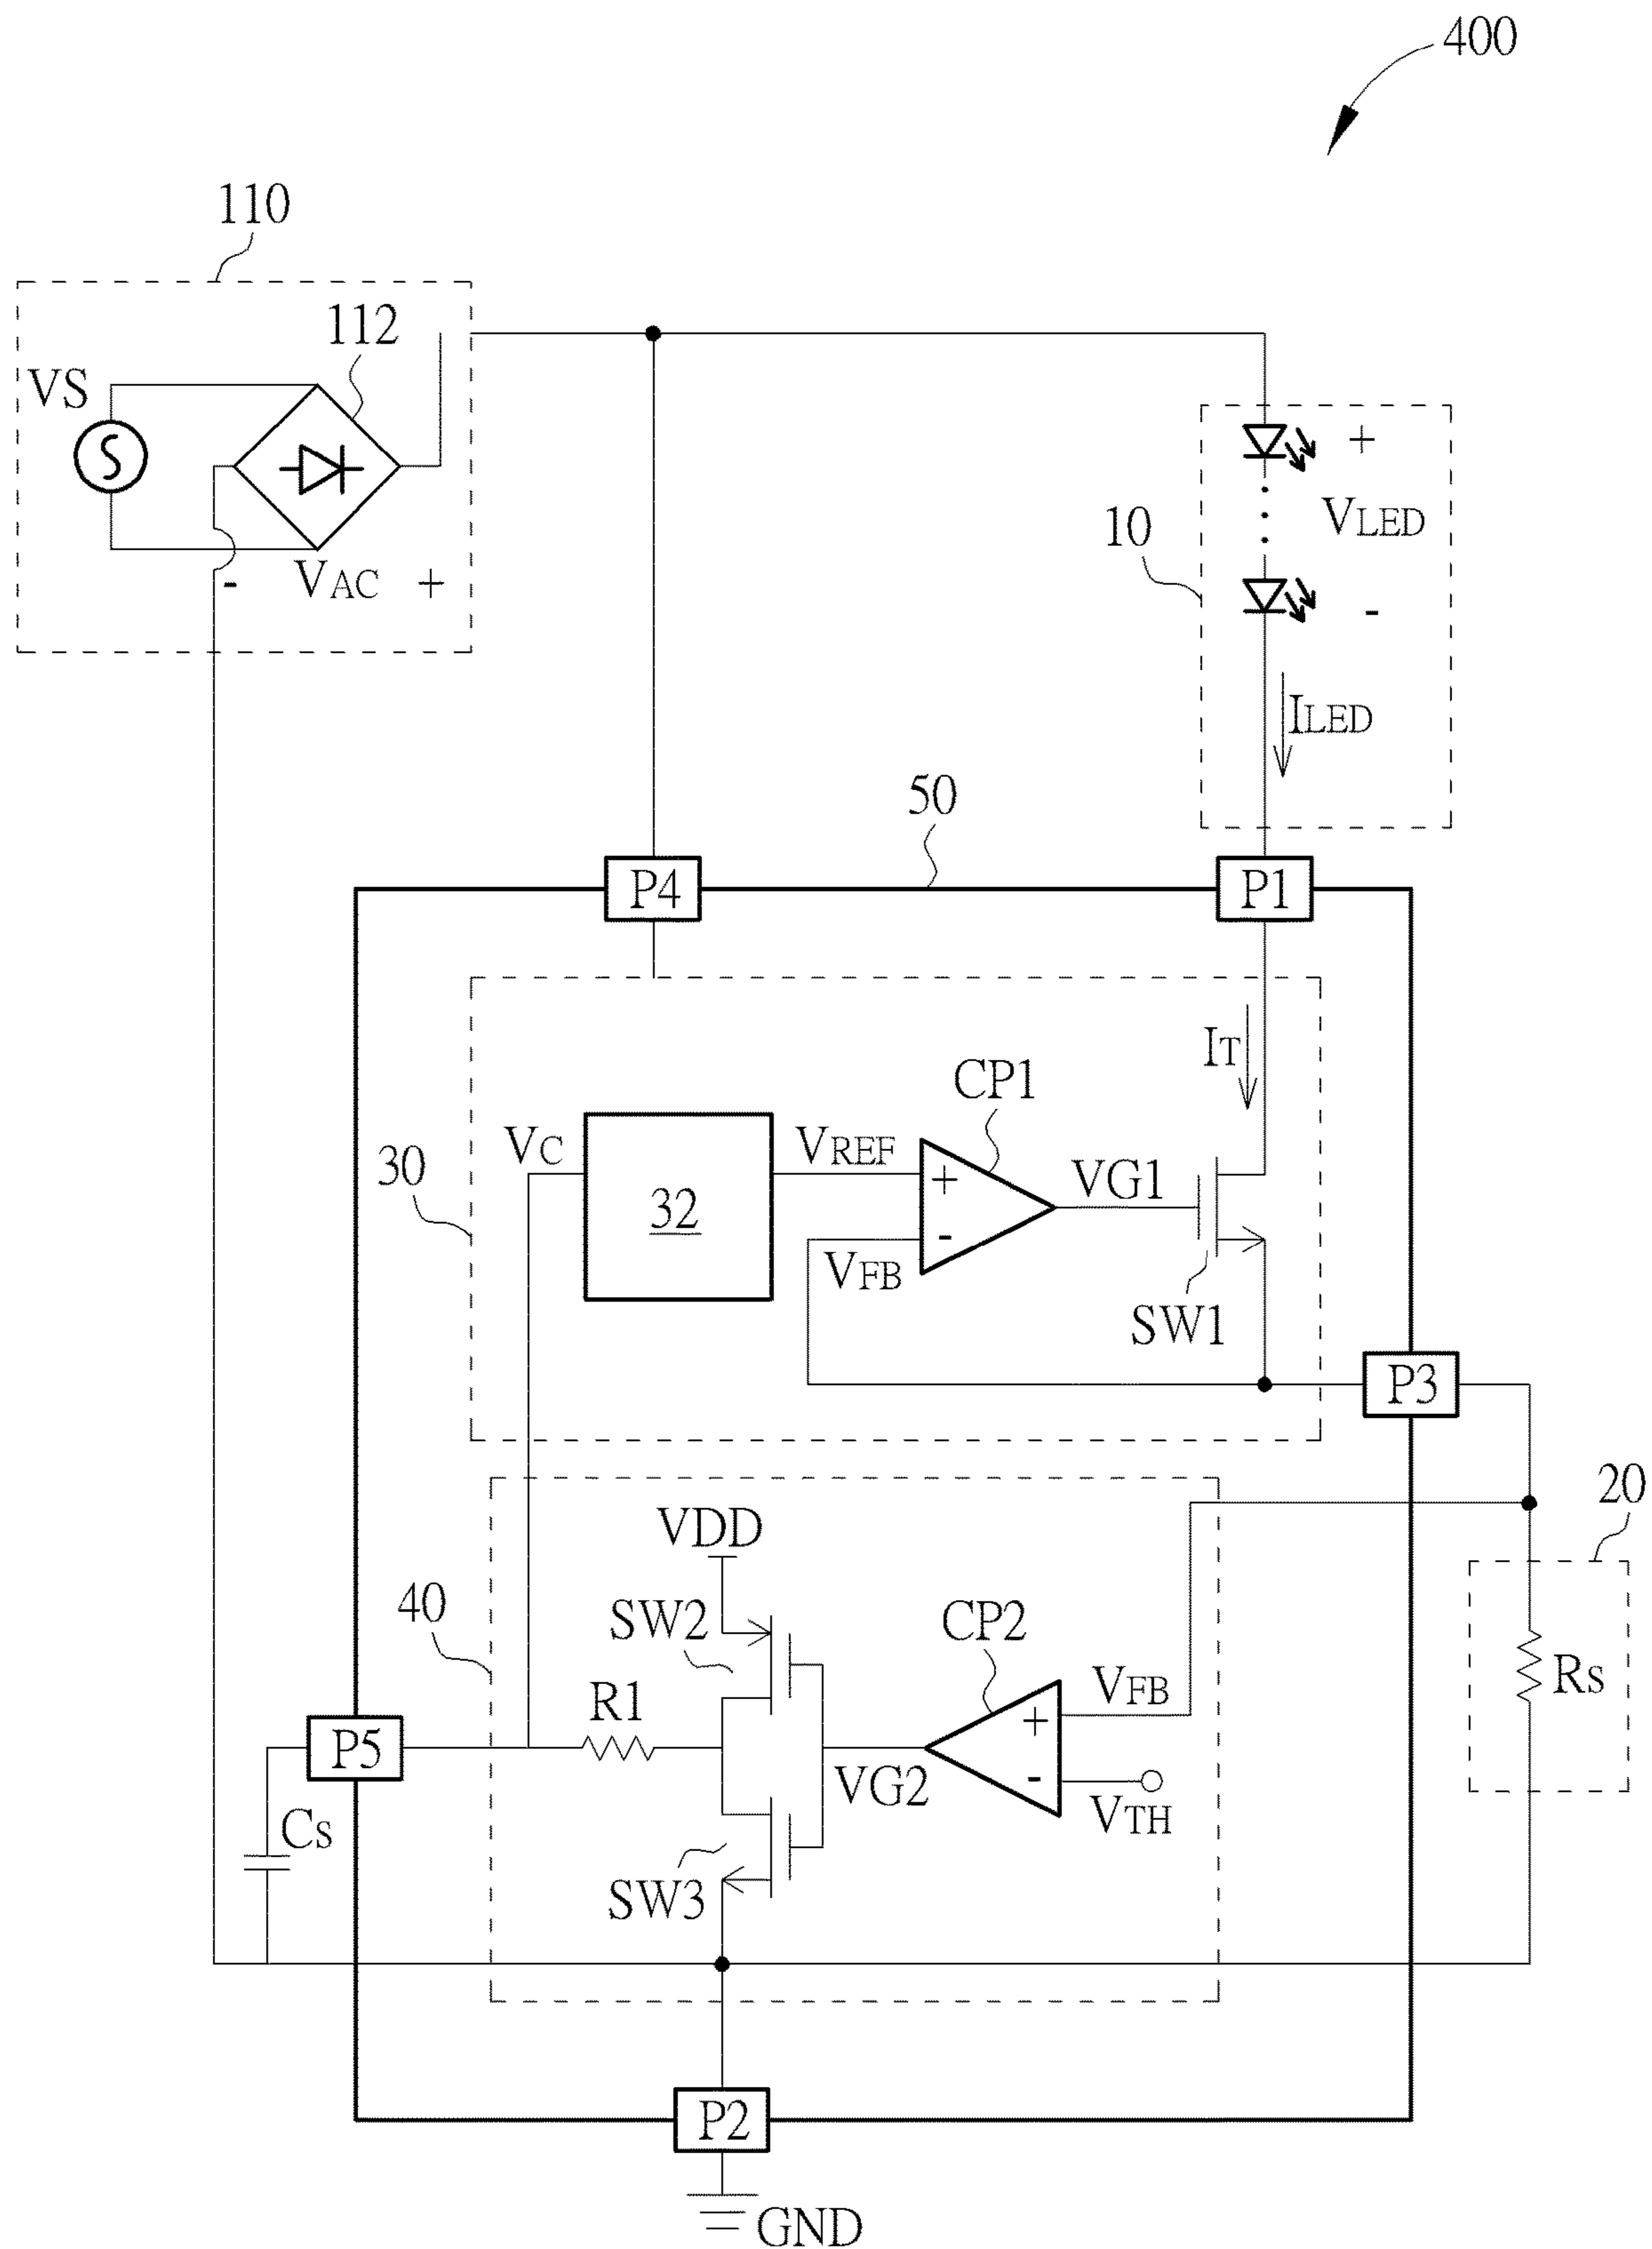 400
110
112
VS
VAC
- +
+
VLED
-
10
ILED
50
P4
P1
IT
CP1
VC
VREF
30
32
+
-
VG1
VFB
SW1
P3
20
VDD
40
SW2
CP2
RS
R1
VFB
+
P5
VG2
-
VTH
CS
SW3
P2
GND